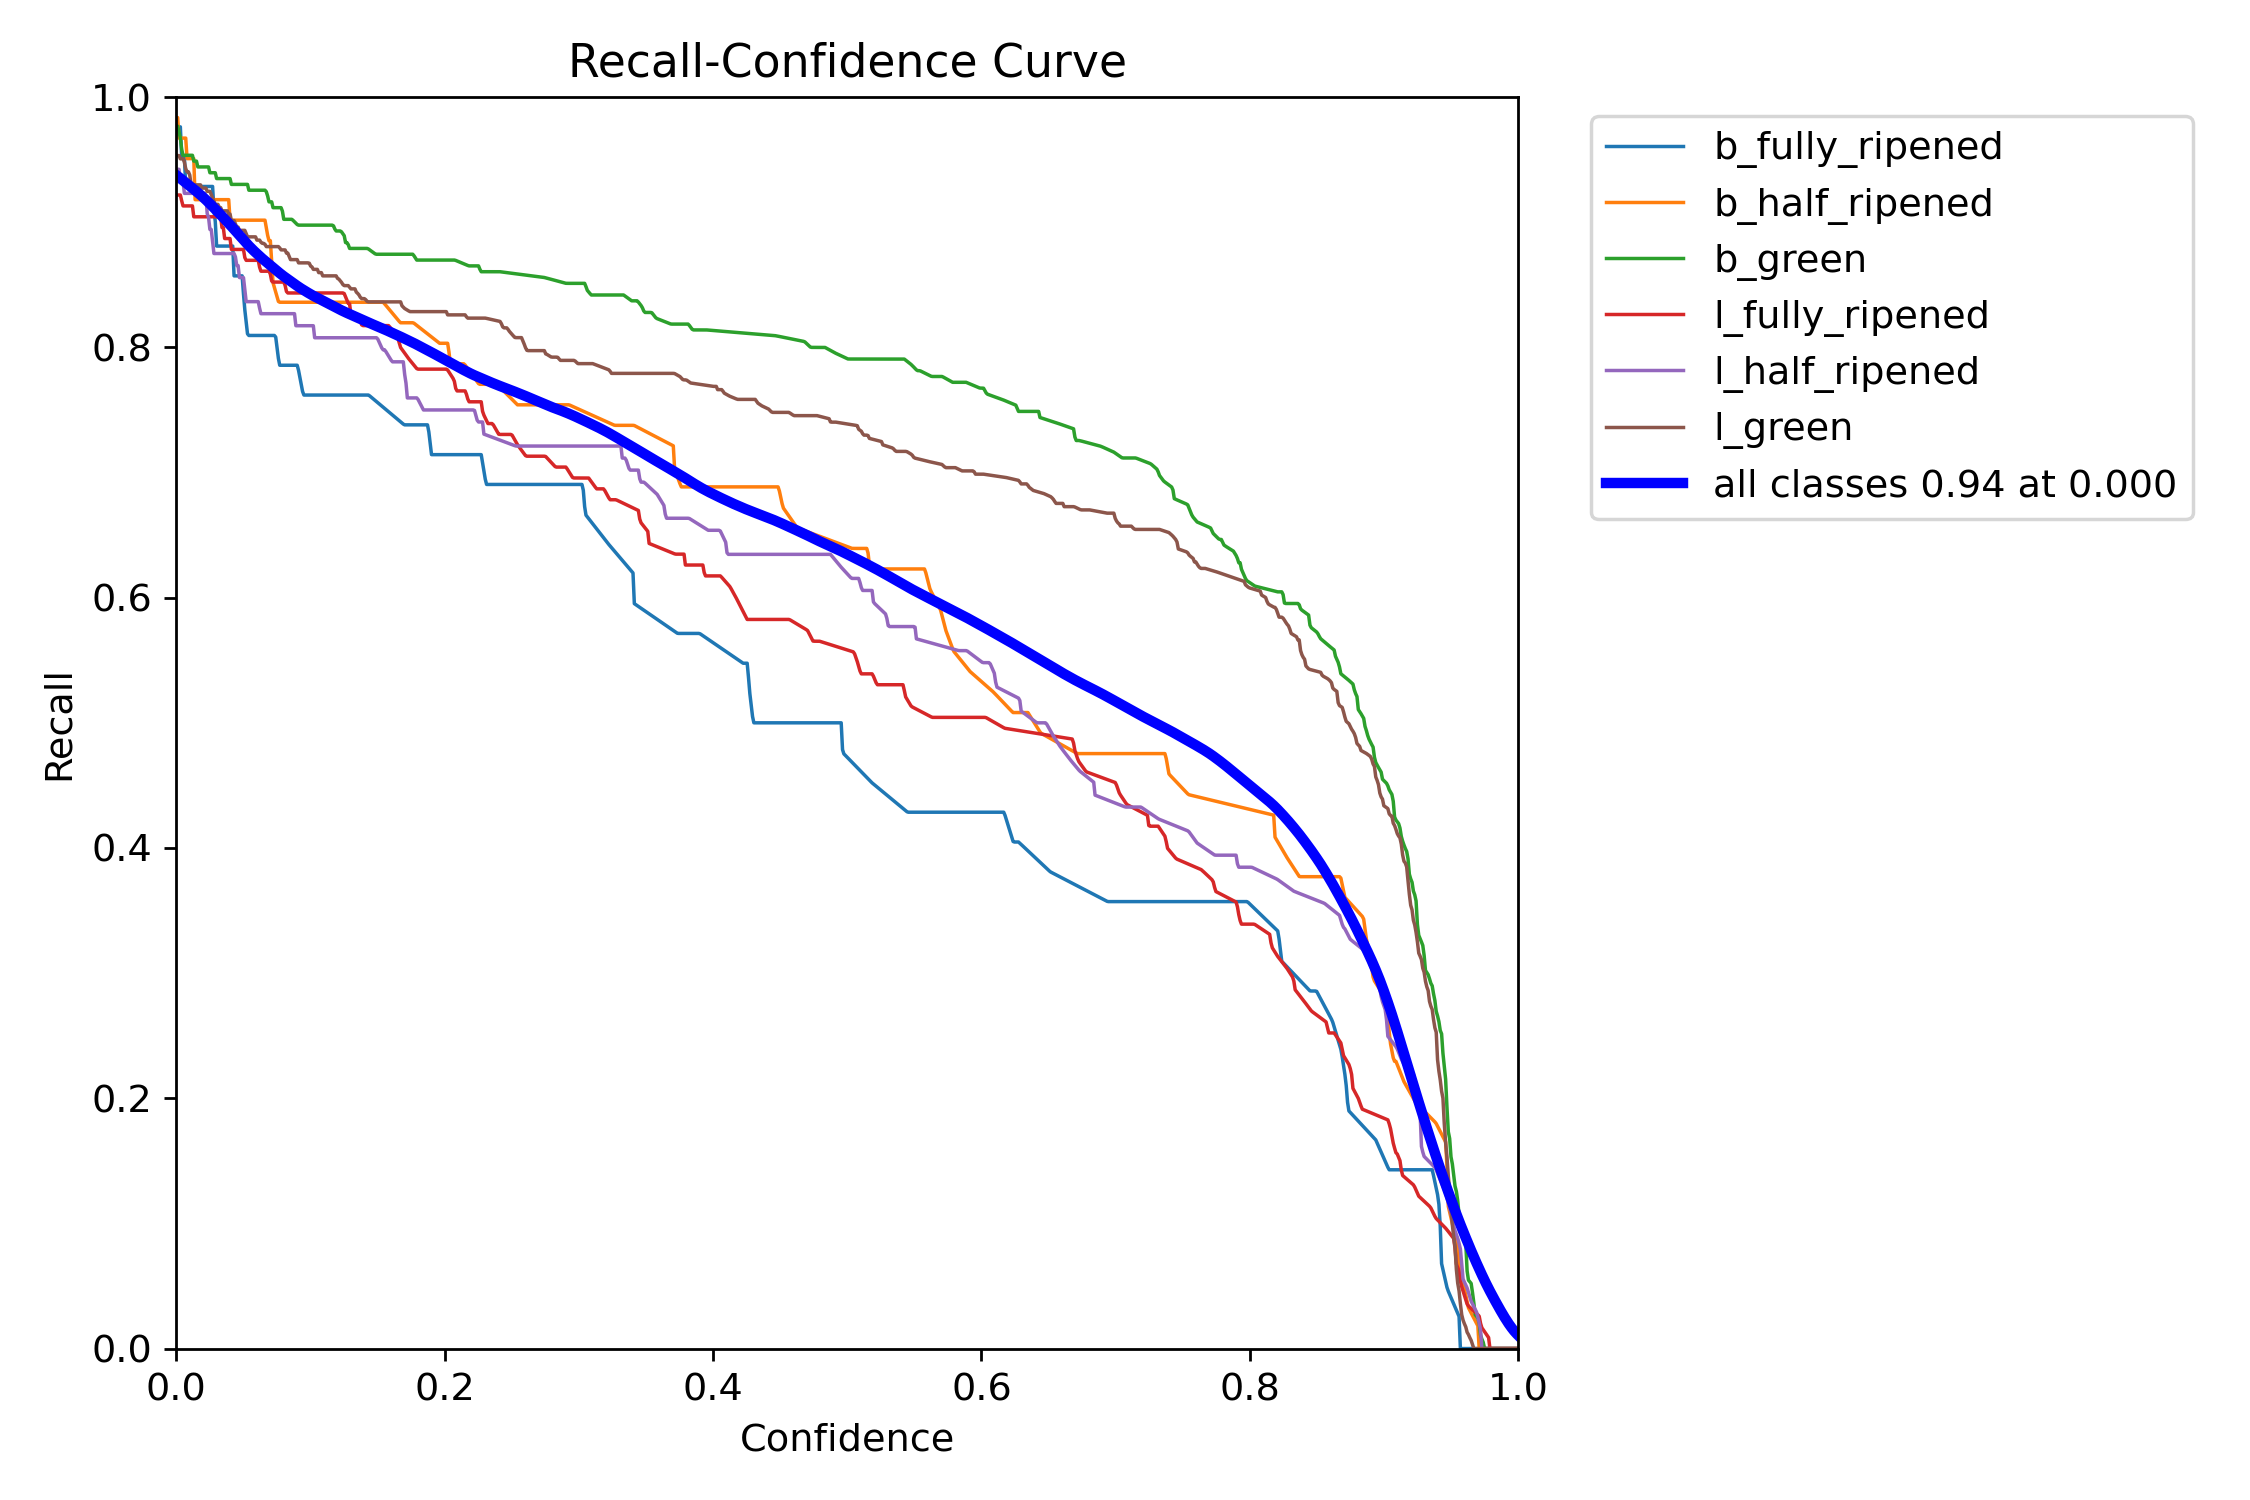 Recall-Confidence Curve
1.0
0.8
0.6
0.4
0.2
0.0
Recall
0.0 0.2 0.4 0.6 0.8 1.0
Confidence
b_fully_ripened
b_half_ripened
b_green
l_fully_ripened
l_half_ripened
l_green
all classes 0.94 at 0.000